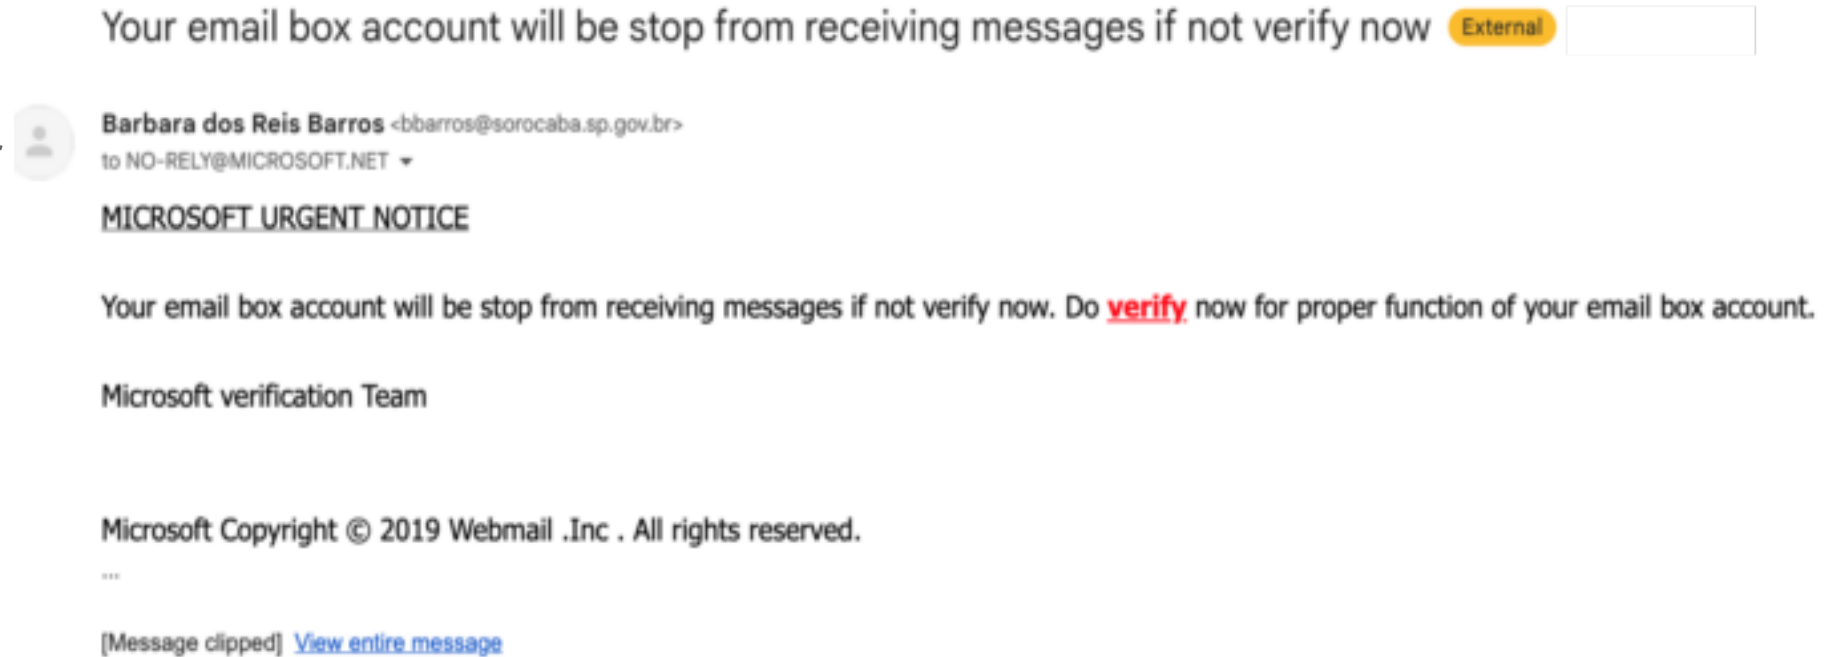 Your email box account will be stop from receiving messages if not verify now External
Barbara dos Reis Barros <bbarros@sorocaba.sp.gov.br>
to NO-RELY@MICROSOFT.NET
MICROSOFT URGENT NOTICE
Your email box account will be stop from receiving messages if not verify now. Do verify now for proper function of your email box account.
Microsoft verification Team
Microsoft Copyright © 2019 Webmail .Inc . All rights reserved.
...
[Message clipped] View entire message